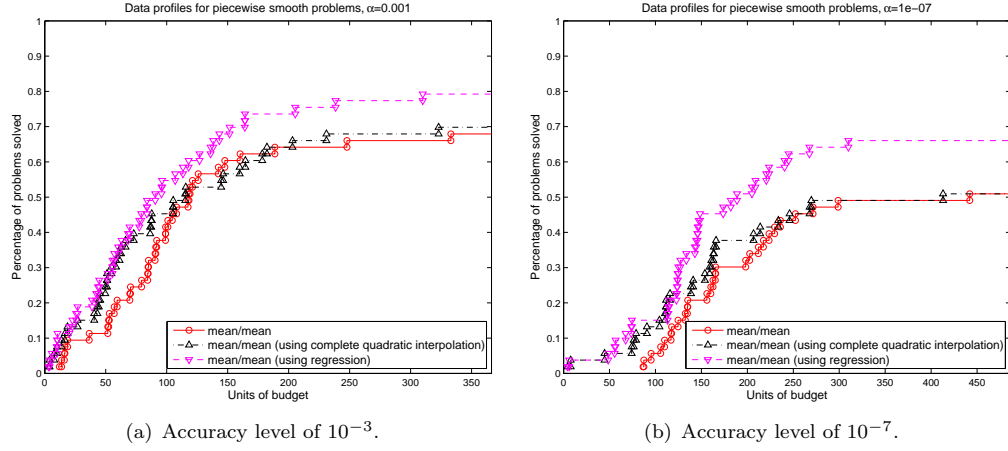 Data profiles for piecewise smooth problems, α=0.001
1
0.9
0.8
0.7
0.6
0.5
0.4
0.3
0.2
0.1
0
Percentage of problems solved
0 50 100 150 200 250 300 350
Units of budget
mean/mean
mean/mean (using complete quadratic interpolation)
mean/mean (using regression)
(a) Accuracy level of 10−3.
Data profiles for piecewise smooth problems, α=1e−07
1
0.9
0.8
0.7
0.6
0.5
0.4
0.3
0.2
0.1
0
Percentage of problems solved
0 50 100 150 200 250 300 350 400 450
Units of budget
mean/mean
mean/mean (using complete quadratic interpolation)
mean/mean (using regression)
(b) Accuracy level of 10−7.